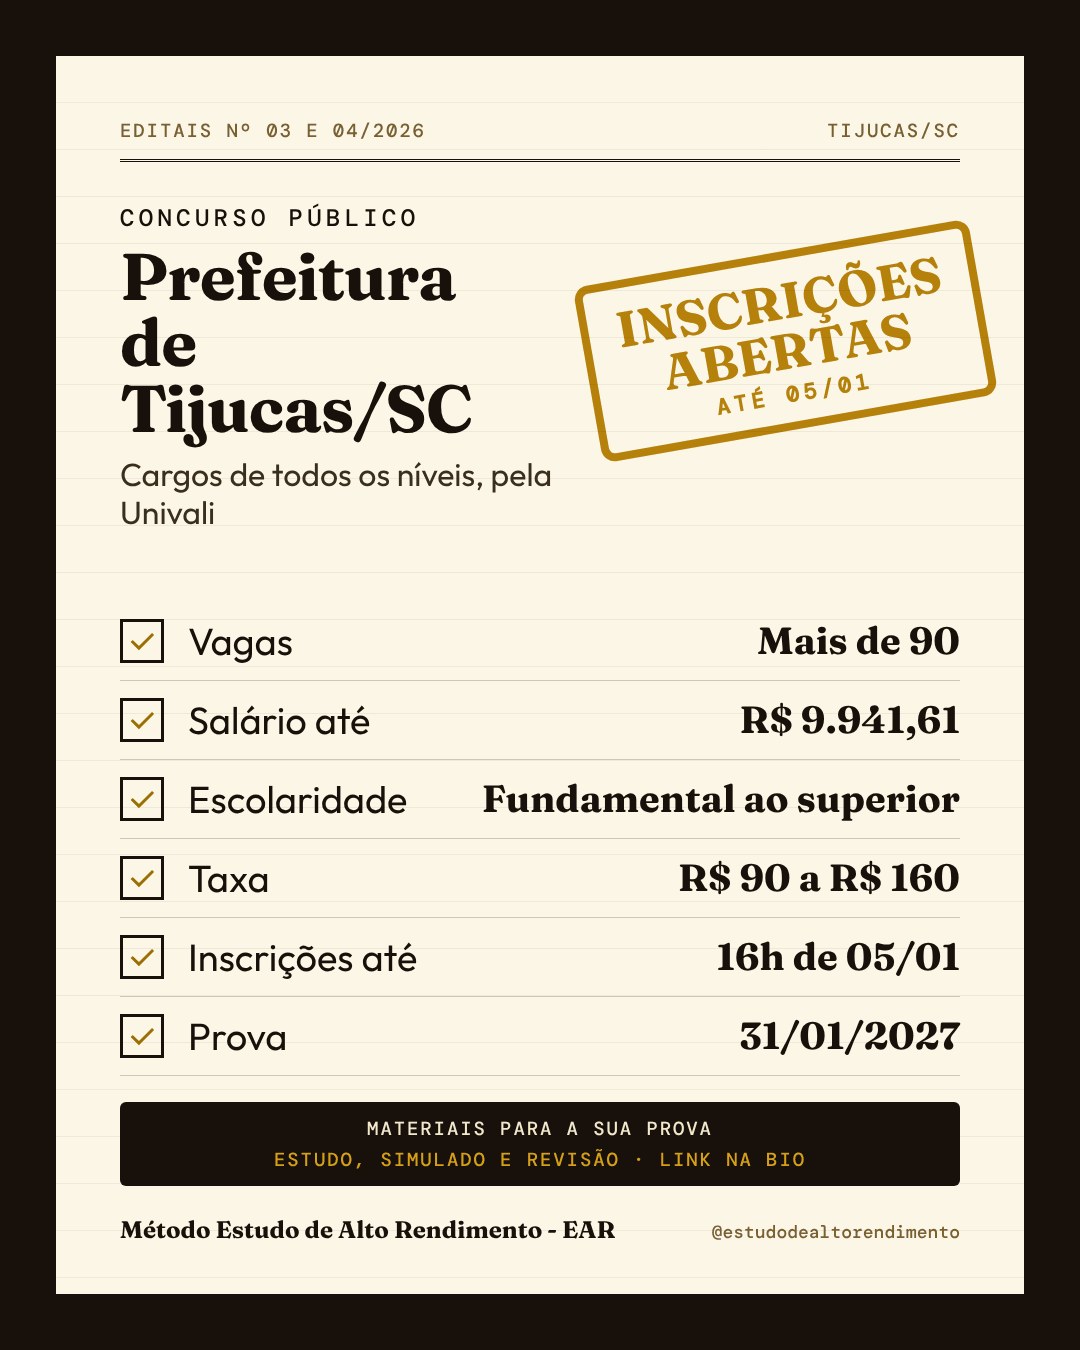 EDITAIS Nº 03 E 04/2026 TIJUCAS/SC
CONCURSO PÚBLICO
Prefeitura
de
Tijucas/SC
Cargos de todos os níveis, pela
Univali
INSCRIÇÕES
ABERTAS
ATÉ 05/01
Vagas Mais de 90
Salário até R$ 9.941,61
Escolaridade Fundamental ao superior
Taxa R$ 90 a R$ 160
Inscrições até 16h de 05/01
Prova 31/01/2027
MATERIAIS PARA A SUA PROVA
ESTUDO, SIMULADO E REVISÃO · LINK NA BIO
Método Estudo de Alto Rendimento - EAR @estudodealtorendimento